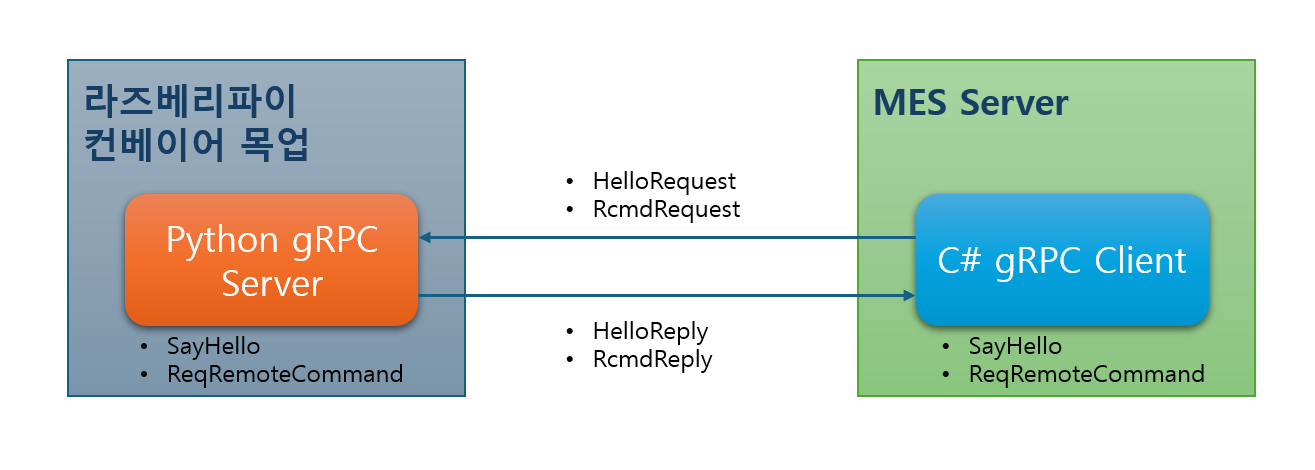 라즈베리파이
컨베이어 목업
Python gRPC
Server
• SayHello
• ReqRemoteCommand
• HelloRequest
• RcmdRequest
• HelloReply
• RcmdReply
MES Server
C# gRPC Client
• SayHello
• ReqRemoteCommand